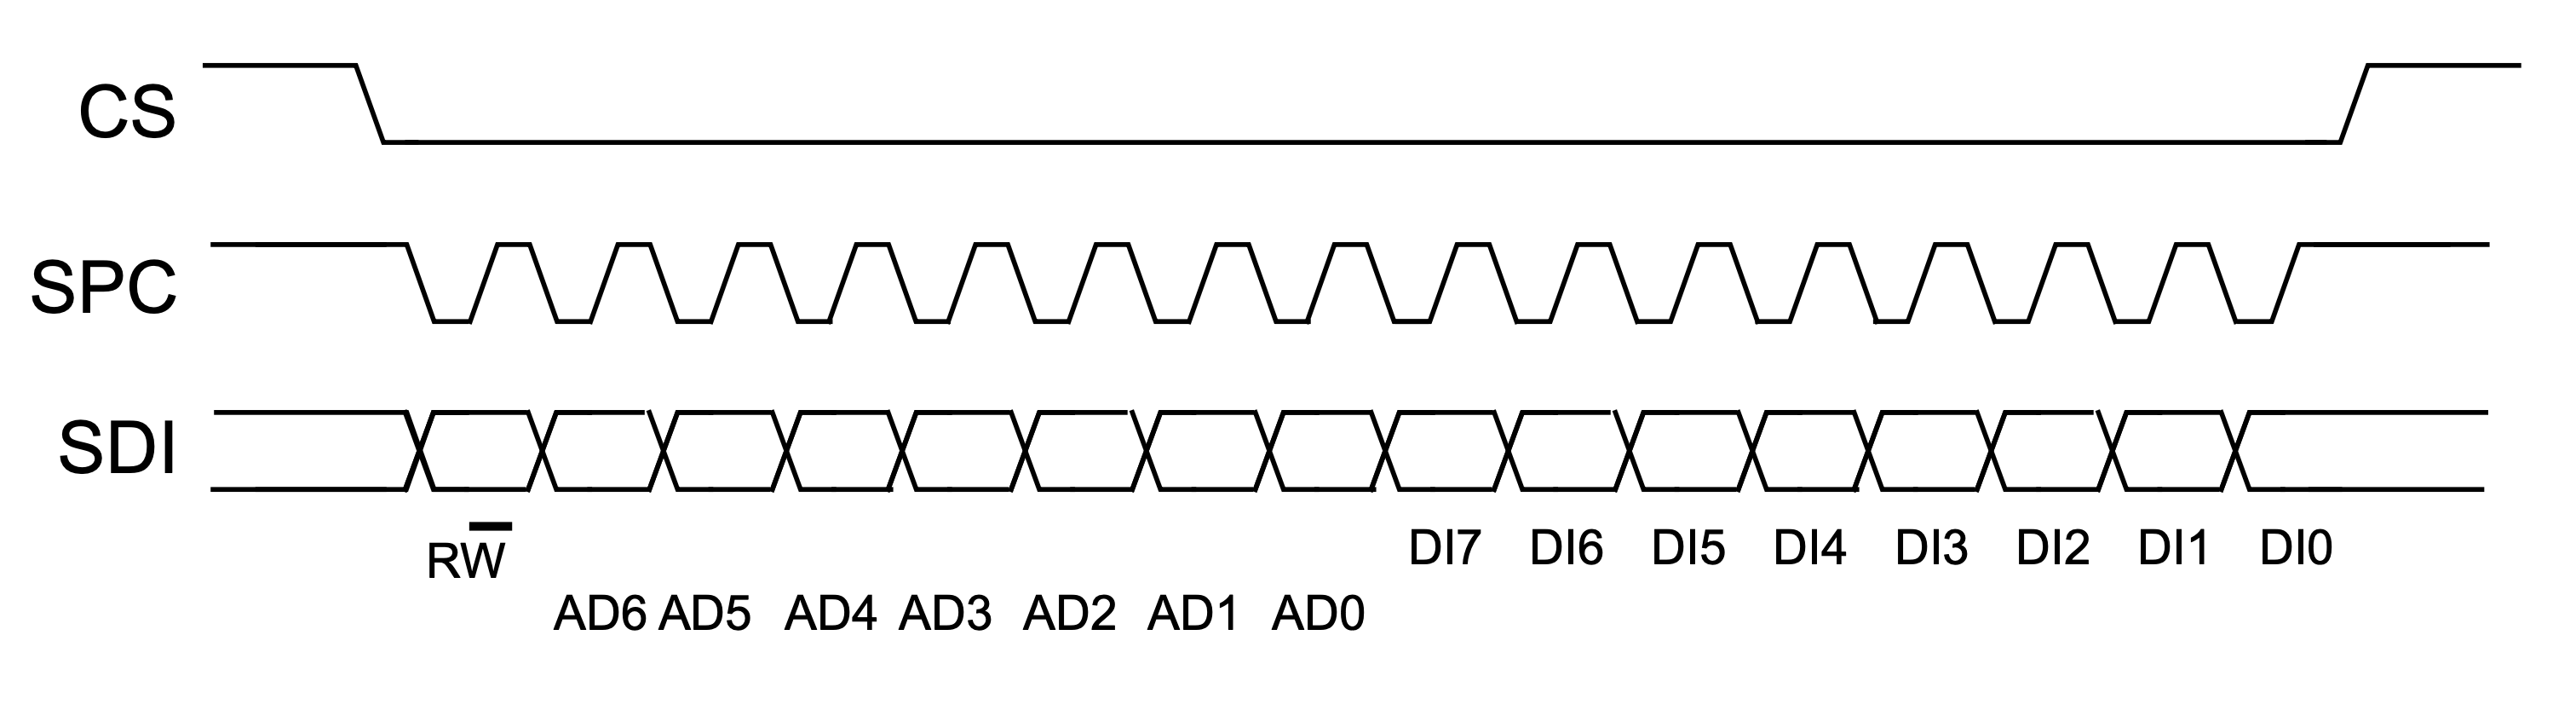 CS
SPC
SDI
RW̅
DI7 DI6 DI5 DI4 DI3 DI2 DI1 DI0
AD6 AD5 AD4 AD3 AD2 AD1 AD0